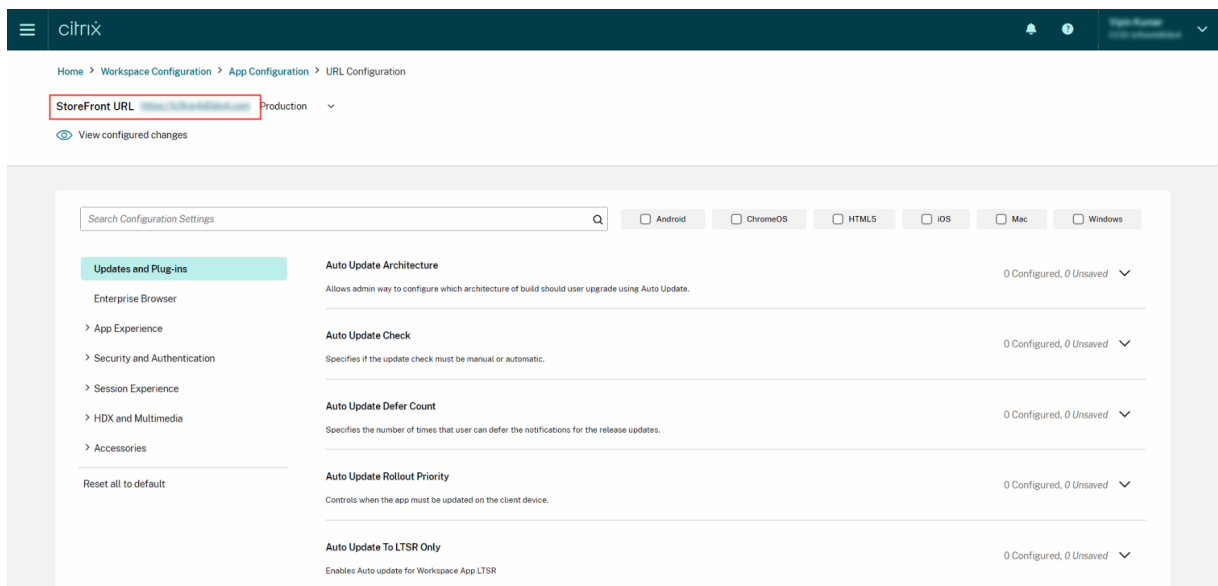 citrix
Home > Workspace Configuration > App Configuration > URL Configuration
StoreFront URL Production
View configured changes
Search Configuration Settings
Android ChromeOS HTML5 iOS Mac Windows
Updates and Plug-ins
Enterprise Browser
App Experience
Security and Authentication
Session Experience
HDX and Multimedia
Accessories
Reset all to default
Auto Update Architecture
Allows admin way to configure which architecture of build should user upgrade using Auto Update.
0 Configured, 0 Unsaved
Auto Update Check
Specifies if the update check must be manual or automatic.
0 Configured, 0 Unsaved
Auto Update Defer Count
Specifies the number of times that user can defer the notifications for the release updates.
0 Configured, 0 Unsaved
Auto Update Rollout Priority
Controls when the app must be updated on the client device.
0 Configured, 0 Unsaved
Auto Update To LTSR Only
Enables Auto update for Workspace App LTSR
0 Configured, 0 Unsaved